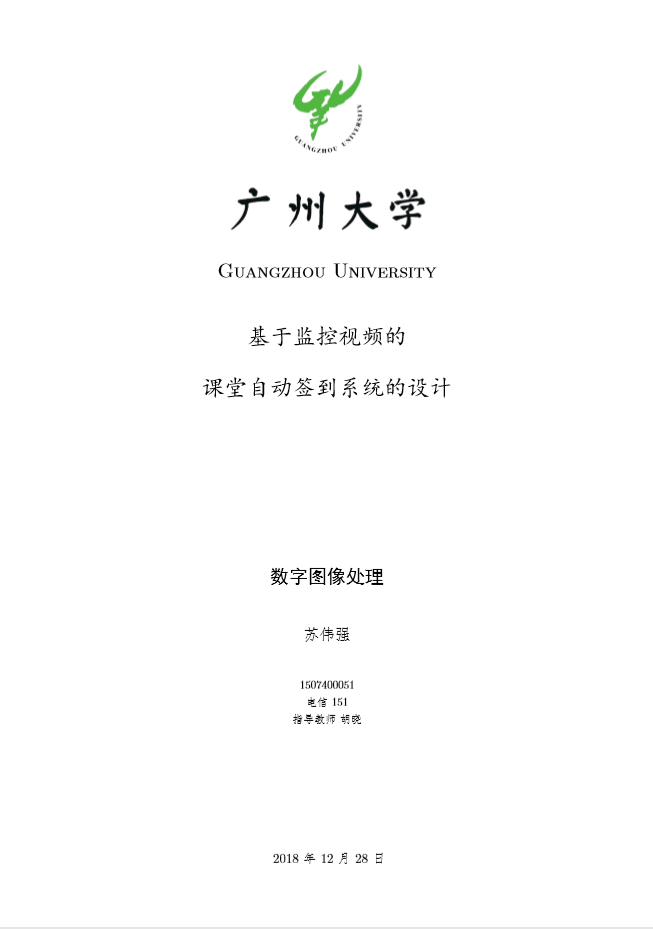 GUANGZHOU UNIVERSITY
广州大学
GUANGZHOU UNIVERSITY
基于监控视频的
课堂自动签到系统的设计
数字图像处理
苏伟强
1507400051
电信 151
指导教师 胡晓
2018 年 12 月 28 日